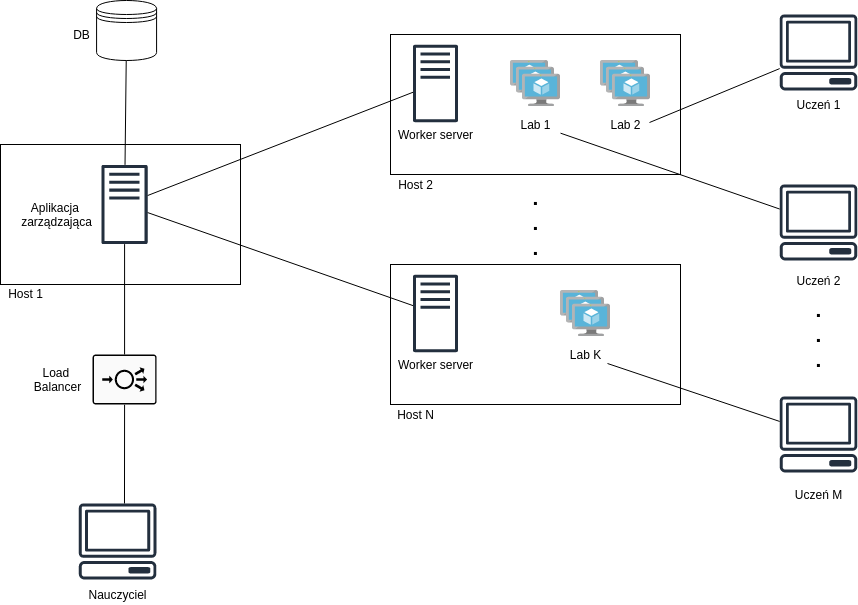 DB
Aplikacja
zarządzająca
Host 1
Load
Balancer
Nauczyciel
Worker server
Lab 1
Lab 2
Host 2
Worker server
Lab K
Host N
Uczeń 1
Uczeń 2
Uczeń M